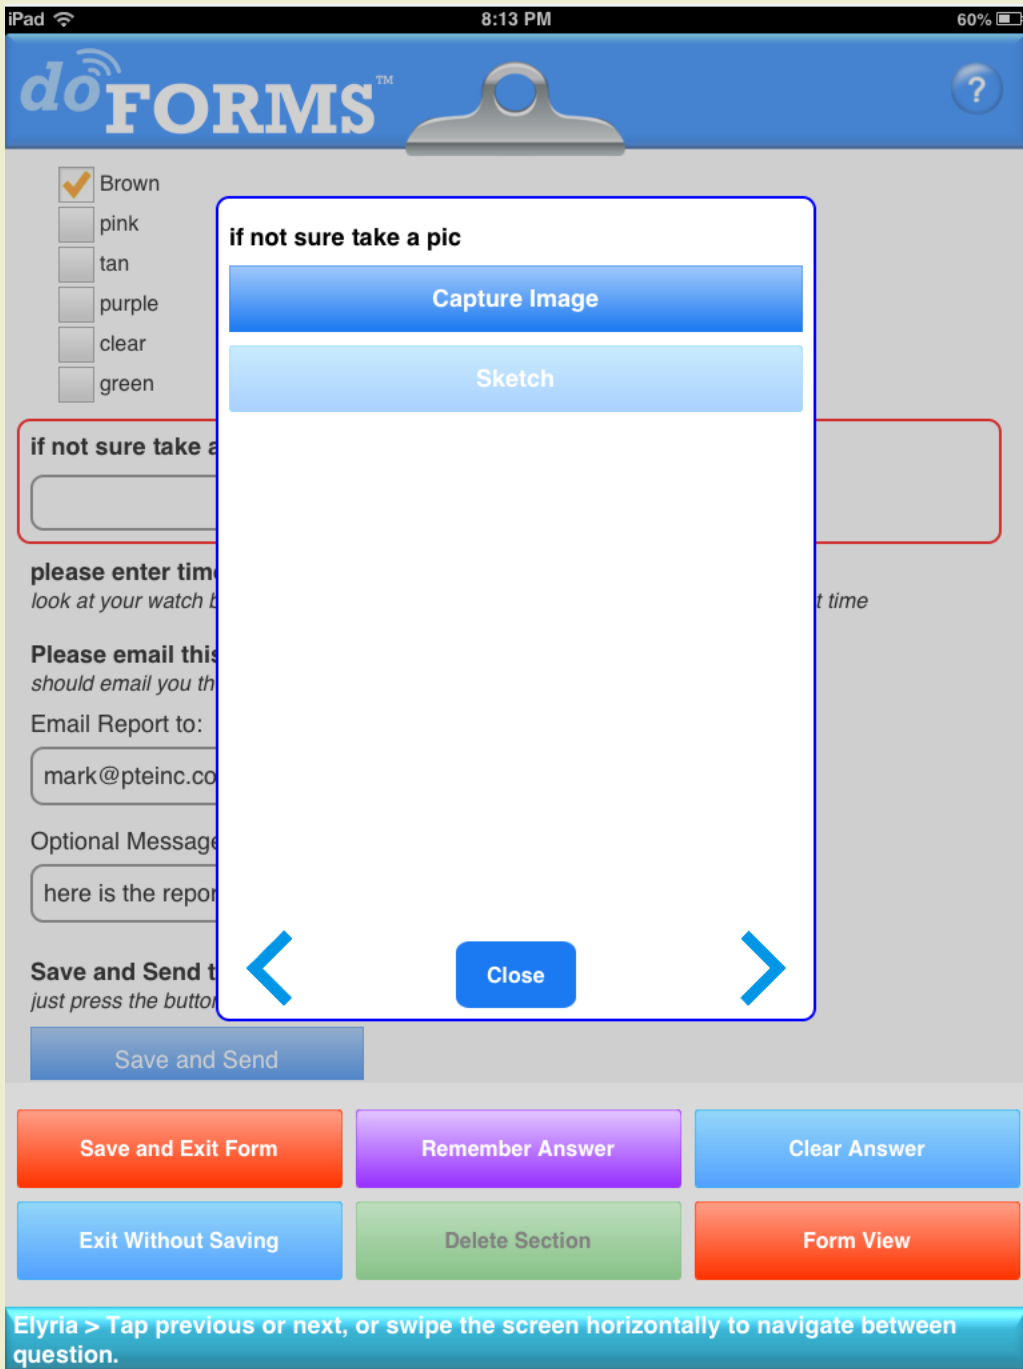 iPad 8:13 PM 60%
doFORMS™
?
Brown
pink
tan
purple
clear
green
if not sure take a pic
Capture Image
Sketch
if not sure take a
please enter tim
look at your watch b t time
Please email this
should email you th
Email Report to:
mark@pteinc.co
Optional Message
here is the repor
Save and Send t
just press the button
Close
Save and Send
Save and Exit Form Remember Answer Clear Answer
Exit Without Saving Delete Section Form View
Elyria > Tap previous or next, or swipe the screen horizontally to navigate between
question.